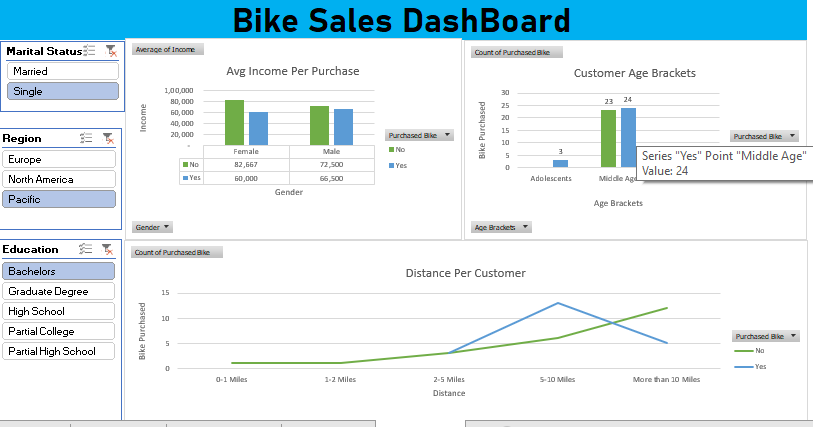 Bike Sales DashBoard
Marital Status
Married
Single
Region
Europe
North America
Pacific
Education
Bachelors
Graduate Degree
High School
Partial College
Partial High School
Average of Income
Avg Income Per Purchase
Income
1,00,000
80,000
60,000
40,000
20,000
-
Female Male
No 82,667 72,500
Yes 60,000 66,500
Gender
Purchased Bike
No
Yes
Gender
Count of Purchased Bike
Customer Age Brackets
Bike Purchased
30
25
20
15
10
5
0
3
23 24
Adolescents Middle Age
Age Brackets
Purchased Bike
Series "Yes" Point "Middle Age"
Value: 24
Age Brackets
Count of Purchased Bike
Distance Per Customer
Bike Purchased
15
10
5
0
0-1 Miles 1-2 Miles 2-5 Miles 5-10 Miles More than 10 Miles
Distance
Purchased Bike
No
Yes